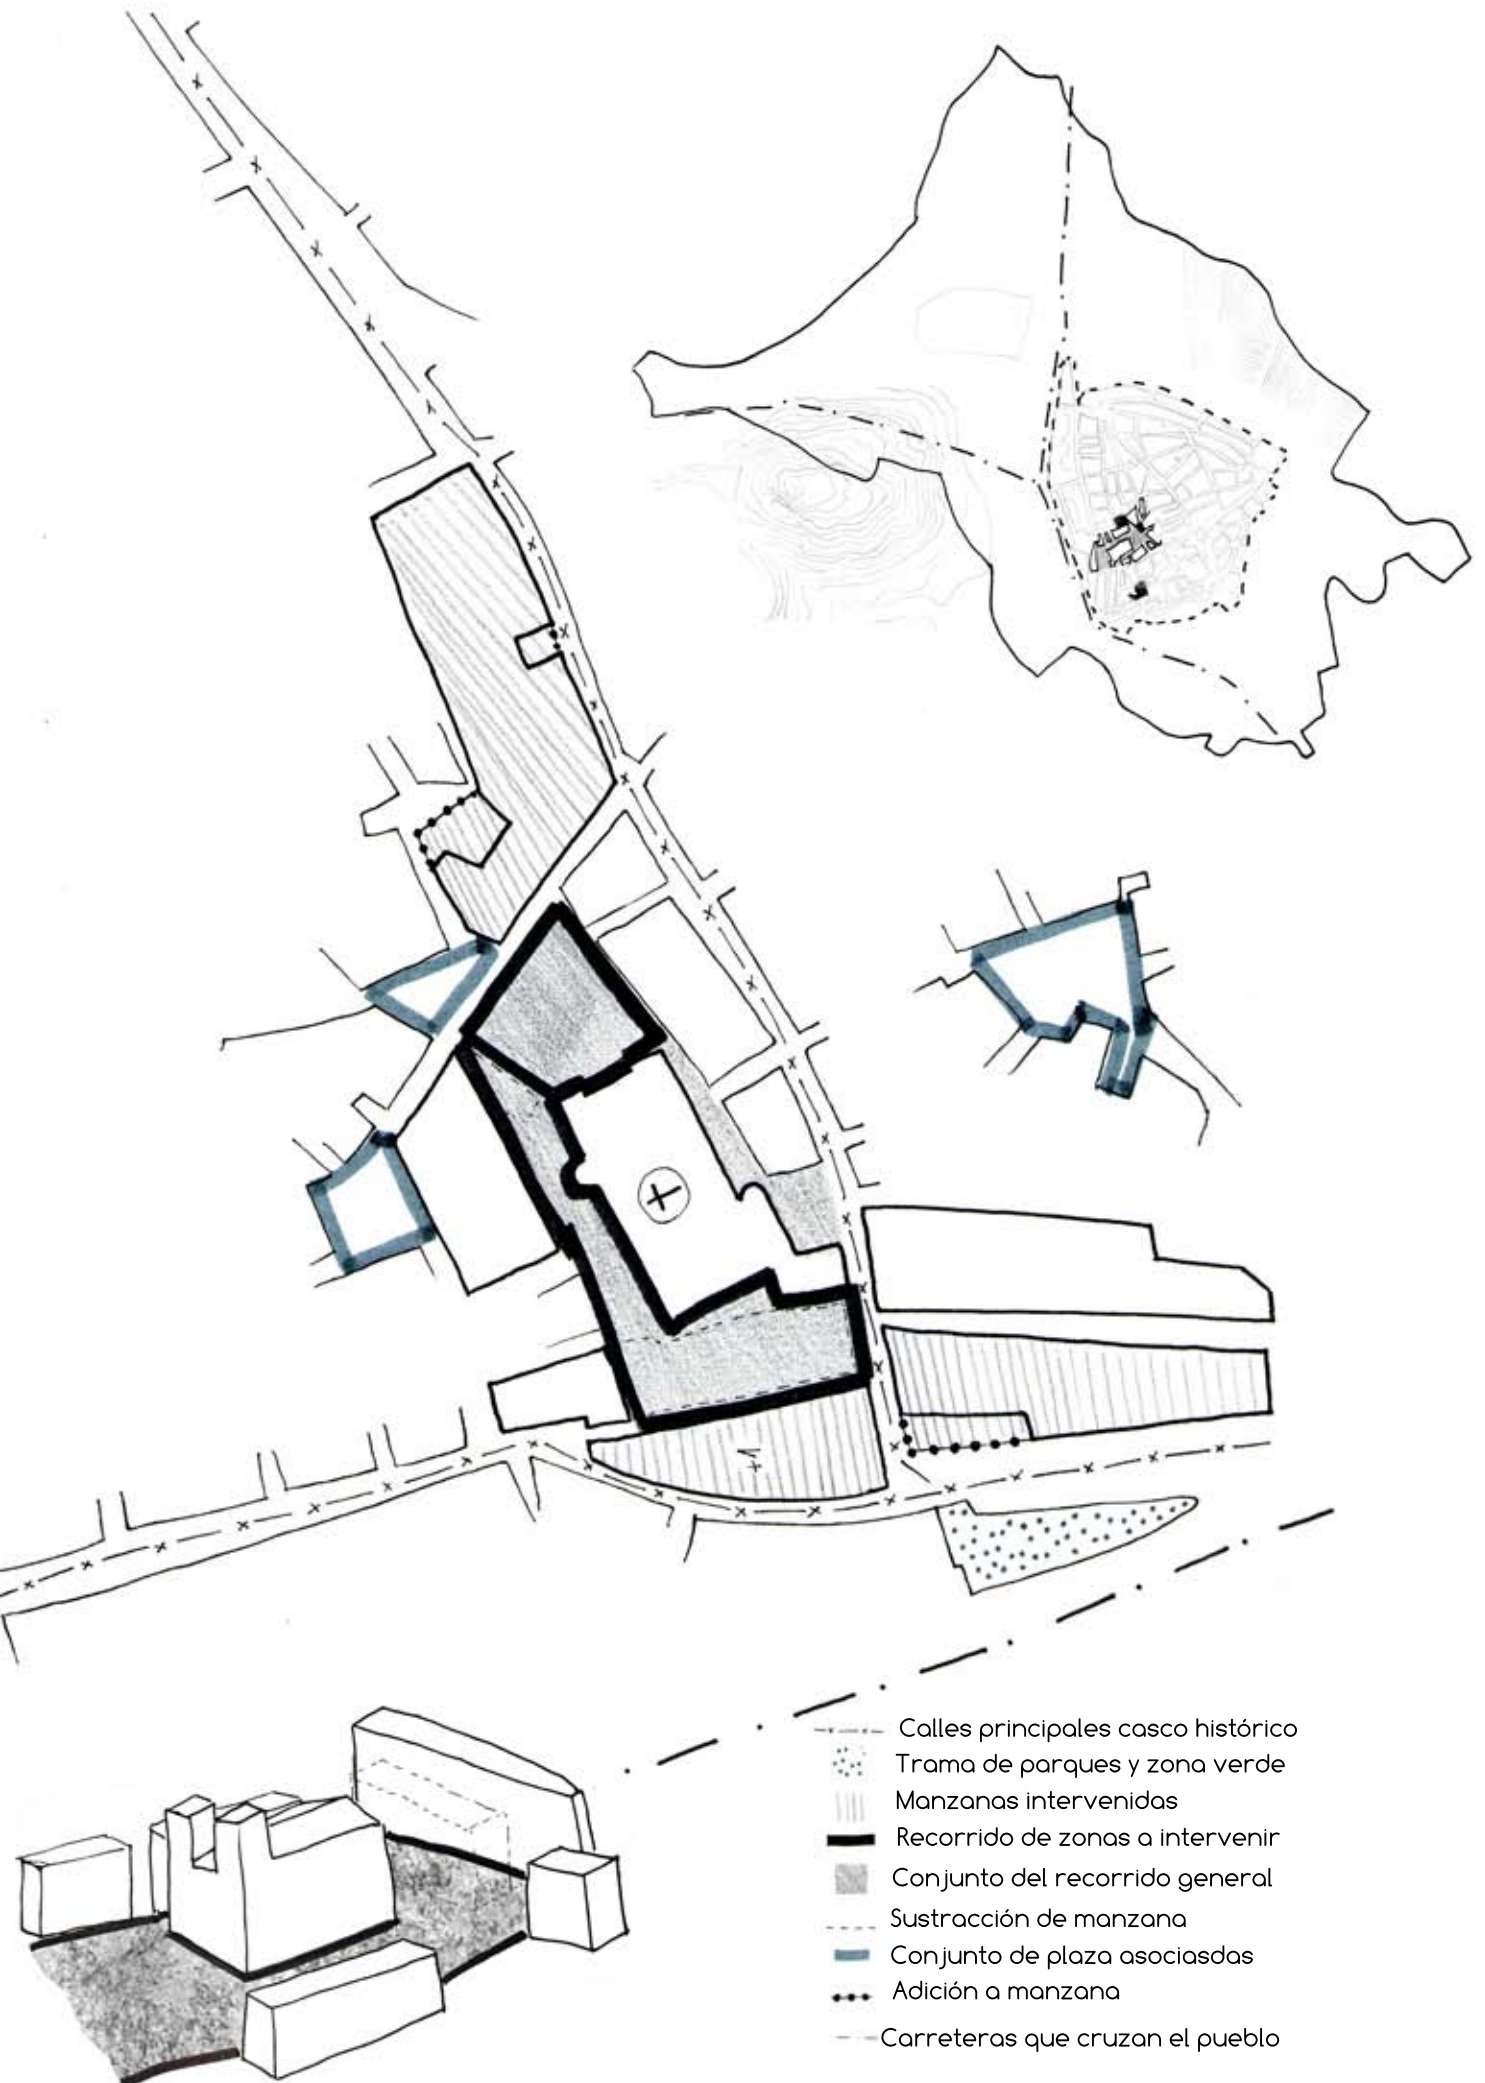 Calles principales casco histórico
Trama de parques y zona verde
Manzanas intervenidas
Recorrido de zonas a intervenir
Conjunto del recorrido general
Sustracción de manzana
Conjunto de plaza asociasdas
Adición a manzana
Carreteras que cruzan el pueblo